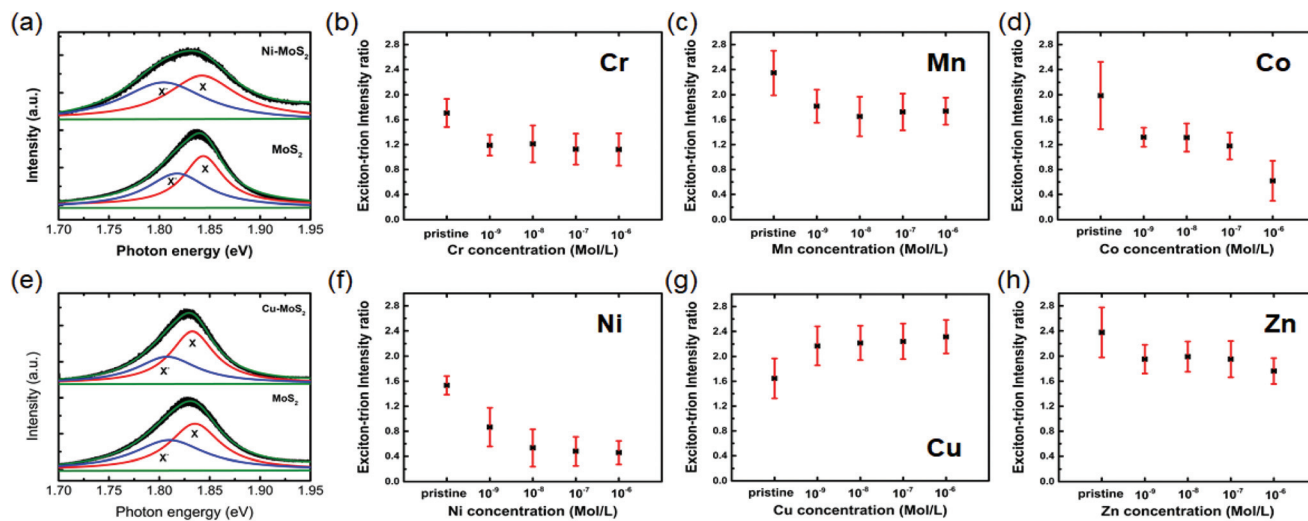 (a)
Ni-MoS2
X-
X
MoS2
X-
X
Intensity (a.u.)
1.70 1.75 1.80 1.85 1.90 1.95
Photon energy (eV)
(b)
Cr
Exciton-trion Intensity ratio
2.8
2.4
2.0
1.6
1.2
0.8
0.4
0.0
pristine 10-9 10-8 10-7 10-6
Cr concentration (Mol/L)
(c)
Mn
Exciton-trion Intensity ratio
2.8
2.4
2.0
1.6
1.2
0.8
0.4
0.0
pristine 10-9 10-8 10-7 10-6
Mn concentration (Mol/L)
(d)
Co
Exciton-trion Intensity ratio
2.8
2.4
2.0
1.6
1.2
0.8
0.4
0.0
pristine 10-9 10-8 10-7 10-6
Co concentration (Mol/L)
(e)
Cu-MoS2
X
X-
MoS2
X
X-
Intensity (a.u.)
1.70 1.75 1.80 1.85 1.90 1.95
Photon engergy (eV)
(f)
Ni
Exciton-trion Intensity ratio
2.8
2.4
2.0
1.6
1.2
0.8
0.4
0.0
pristine 10-9 10-8 10-7 10-6
Ni concentration (Mol/L)
(g)
Cu
Exciton-trion Intensity ratio
2.8
2.4
2.0
1.6
1.2
0.8
0.4
0.0
pristine 10-9 10-8 10-7 10-6
Cu concentration (Mol/L)
(h)
Zn
Exciton-trion Intensity ratio
2.8
2.4
2.0
1.6
1.2
0.8
0.4
0.0
pristine 10-9 10-8 10-7 10-6
Zn concentration (Mol/L)